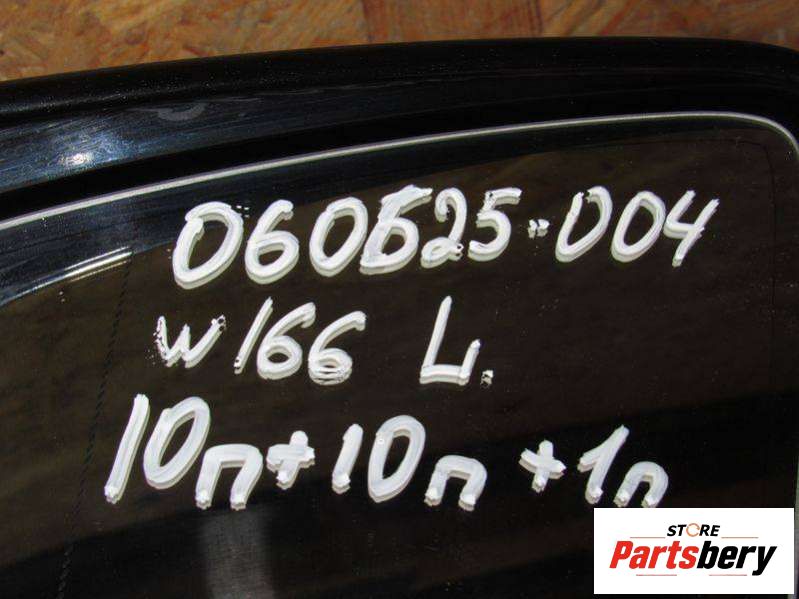 060625-004
W166 L.
10п+10п+1п
STORE
Partsbery